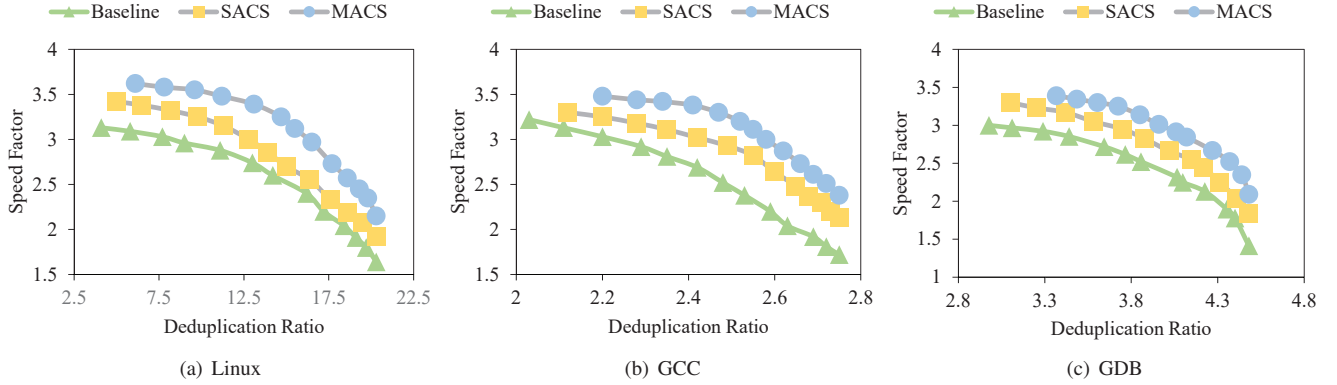 Baseline SACS MACS
4
3.5
3
2.5
2
1.5
Speed Factor
2.5 7.5 12.5 17.5 22.5
Deduplication Ratio
(a) Linux
Baseline SACS MACS
4
3.5
3
2.5
2
1.5
Speed Factor
2 2.2 2.4 2.6 2.8
Deduplication Ratio
(b) GCC
Baseline SACS MACS
4
3.5
3
2.5
2
1.5
1
Speed Factor
2.8 3.3 3.8 4.3 4.8
Deduplication Ratio
(c) GDB